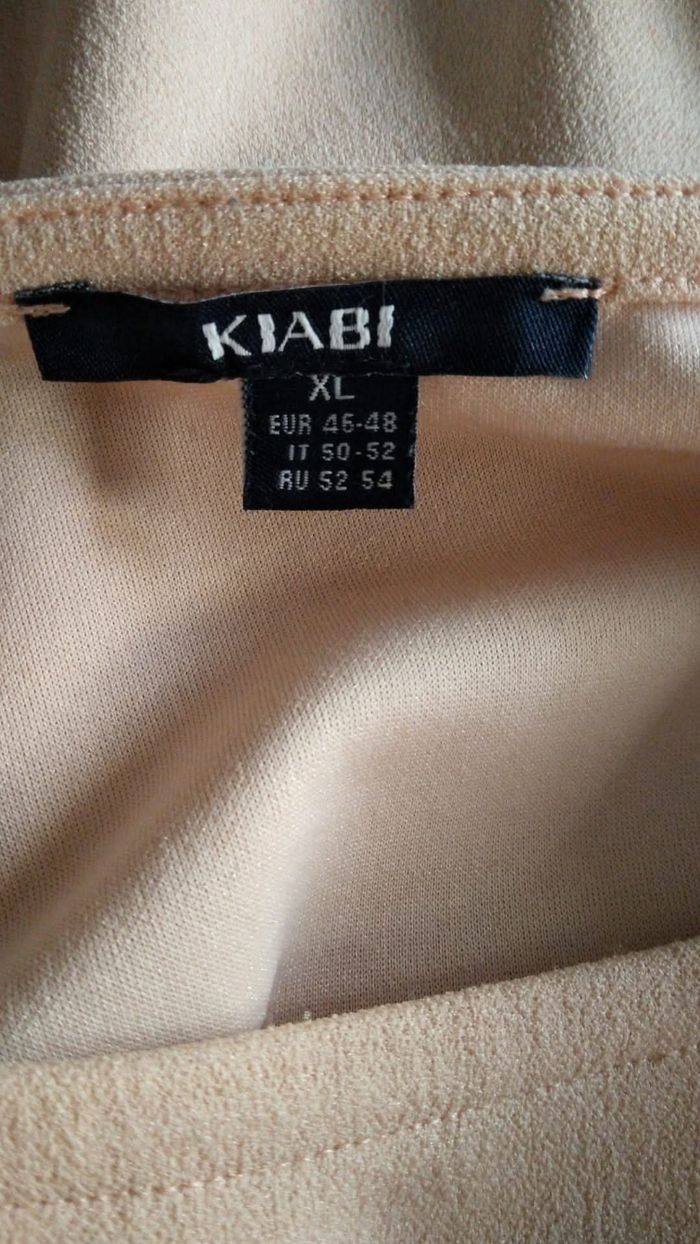 KIABI
XL
EUR 46-48
IT 50-52
RU 52 54